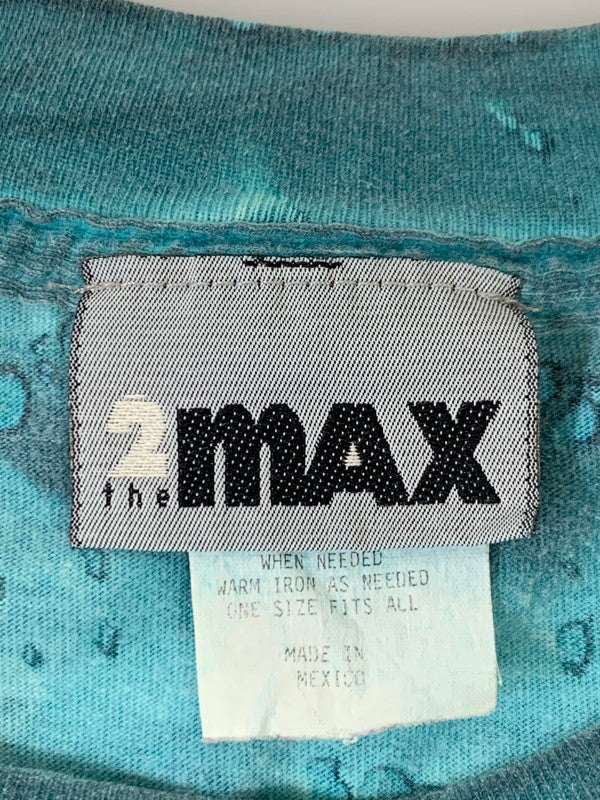 2
the MAX
WHEN NEEDED
WARM IRON AS NEEDED
ONE SIZE FITS ALL
MADE IN
MEXICO